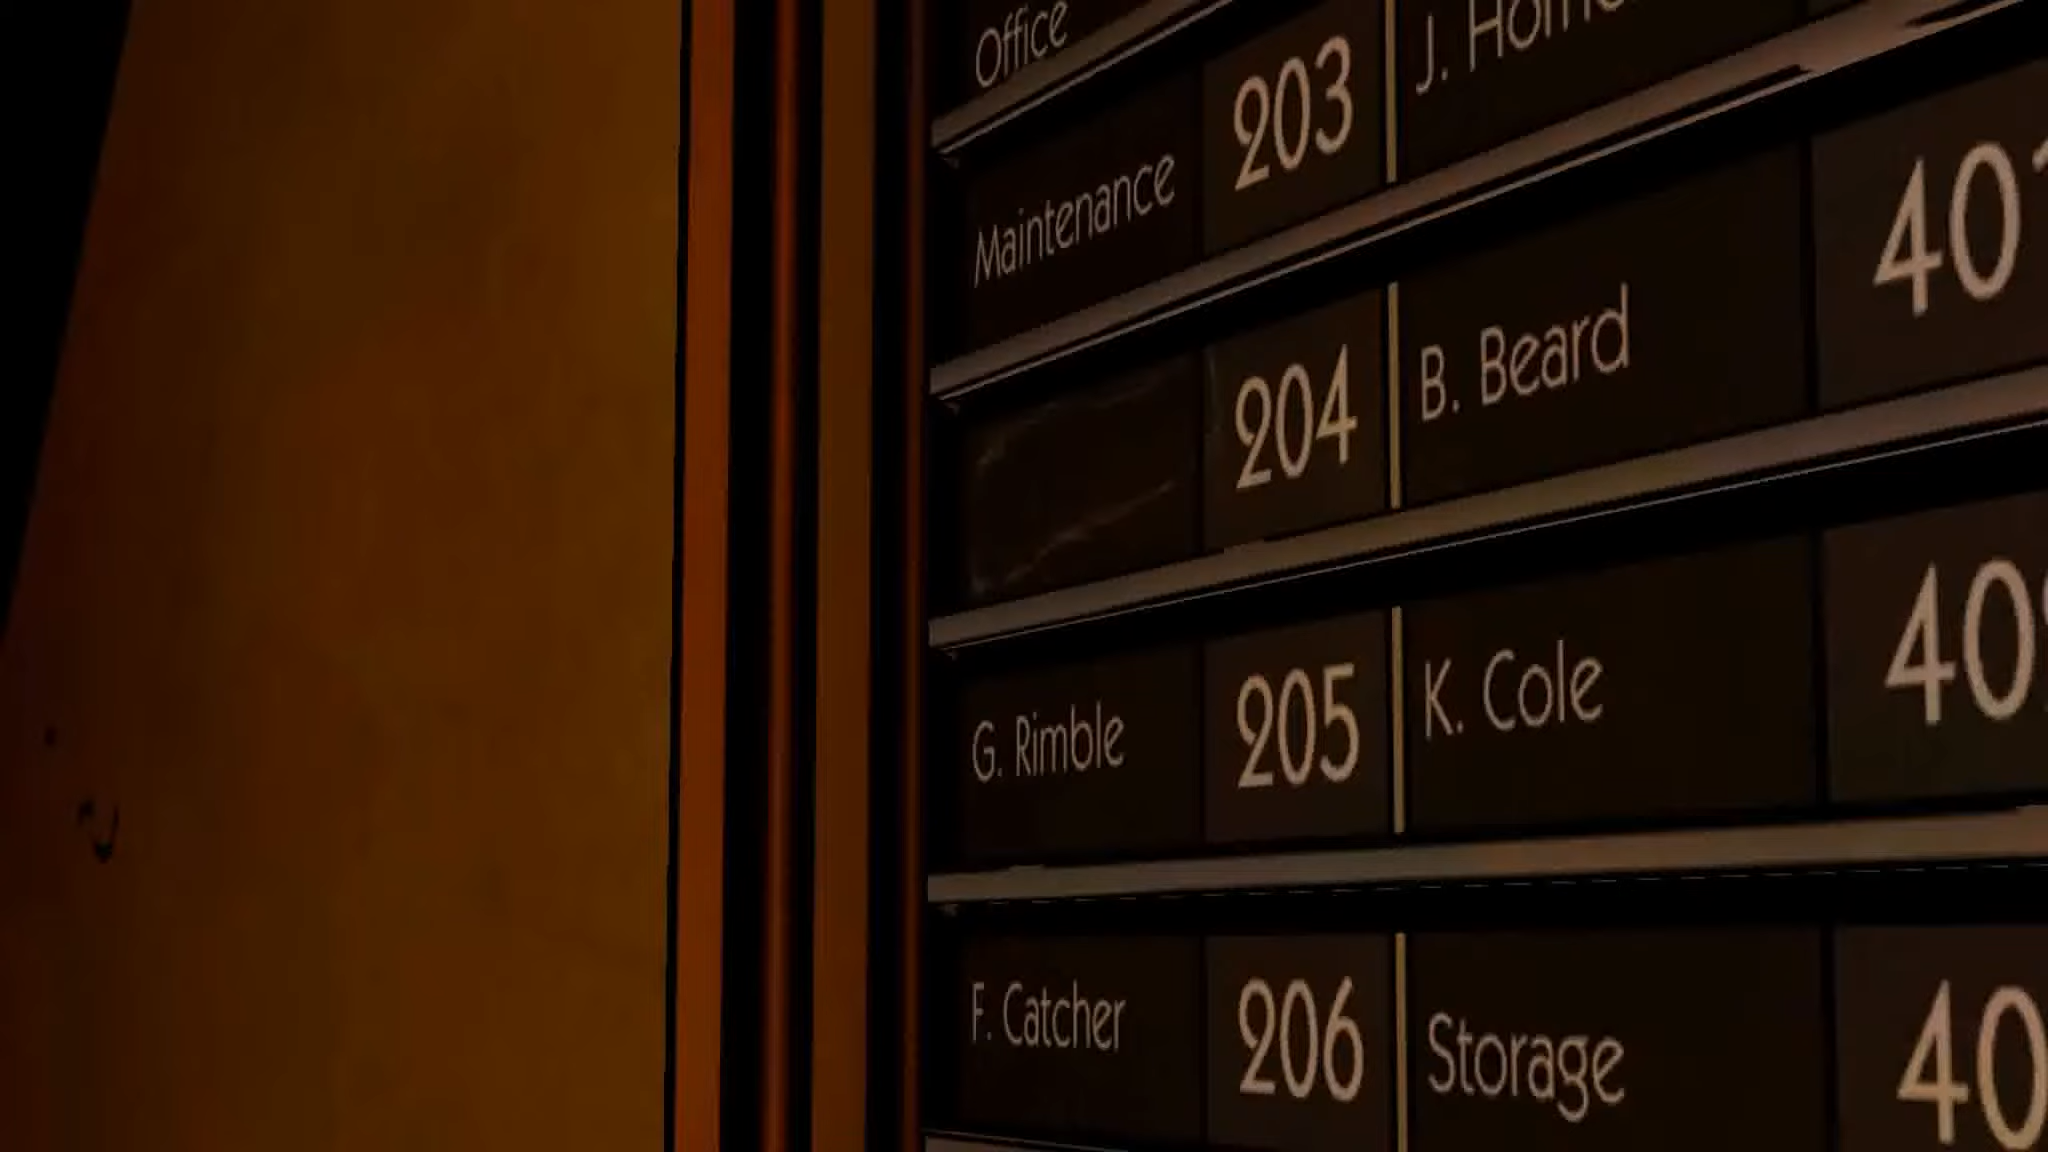 Office
Maintenance 203 J.
204 B. Beard
G. Rimble 205 K. Cole
F. Catcher 206 Storage